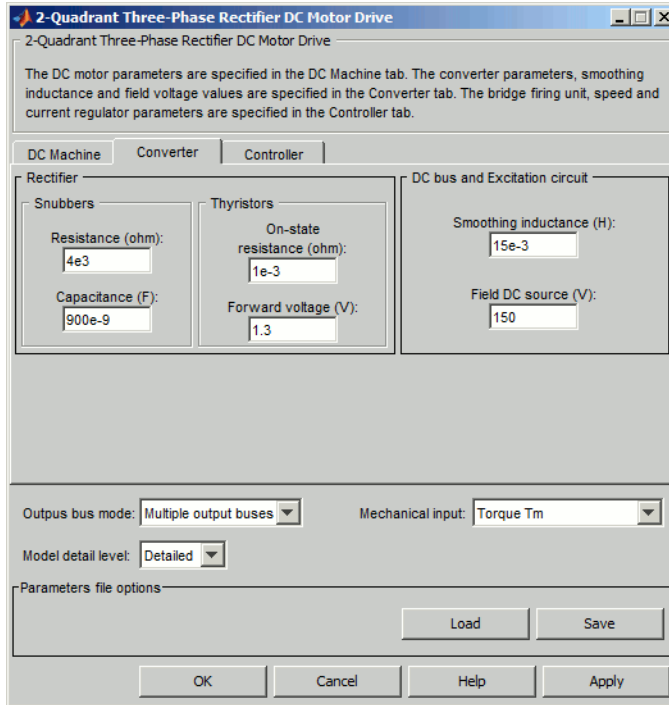 2-Quadrant Three-Phase Rectifier DC Motor Drive
2-Quadrant Three-Phase Rectifier DC Motor Drive
The DC motor parameters are specified in the DC Machine tab. The converter parameters, smoothing
inductance and field voltage values are specified in the Converter tab. The bridge firing unit, speed and
current regulator parameters are specified in the Controller tab.
DC Machine Converter Controller
Rectifier
Snubbers
Resistance (ohm):
4e3
Capacitance (F):
900e-9
Thyristors
On-state
resistance (ohm):
1e-3
Forward voltage (V):
1.3
DC bus and Excitation circuit
Smoothing inductance (H):
15e-3
Field DC source (V):
150
Outpus bus mode: Multiple output buses
Mechanical input: Torque Tm
Model detail level: Detailed
Parameters file options
Load Save
OK Cancel Help Apply